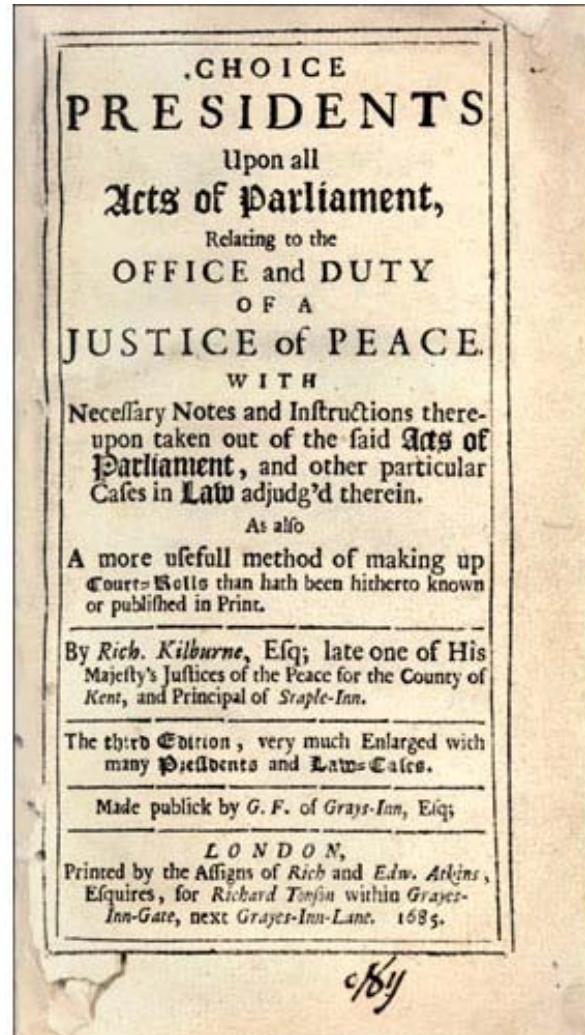 CHOICE
PRESIDENTS
Upon all
Acts of Parliament,
Relating to the
OFFICE and DUTY
OF A
JUSTICE of PEACE.
WITH
Neceſſary Notes and Inſtructions there-
upon taken out of the ſaid Acts of
Parliament, and other particular
Caſes in Law adjudg'd therein.
As alſo
A more uſefull method of making up
Court-Rolls than hath been hitherto known
or publiſhed in Print.
By Rich. Kilburne, Eſq; late one of His
Majeſty's Juſtices of the Peace for the County of
Kent, and Principal of Staple-Inn.
The third Edition, very much Enlarged with
many Preſidents and Law-Caſes.
Made publick by G. F. of Grays-Inn, Eſq;
LONDON,
Printed by the Aſſigns of Rich and Edw. Atkins,
Eſquires, for Richard Tonſon within Grayes-
Inn-Gate, next Grayes-Inn-Lane. 1685.